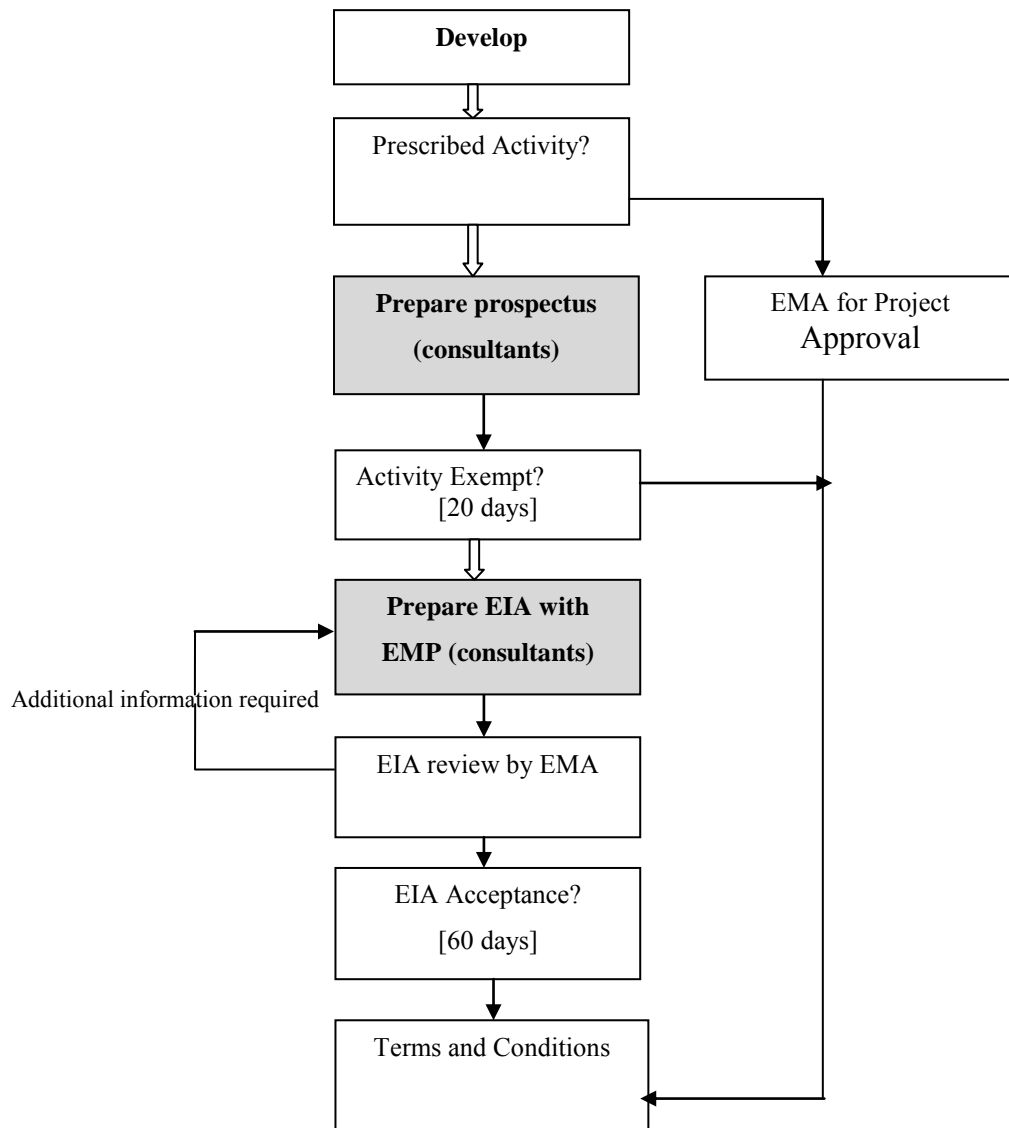 Develop
Prescribed Activity?
Prepare prospectus
(consultants)
EMA for Project
Approval
Activity Exempt?
[20 days]
Prepare EIA with
EMP (consultants)
Additional information required
EIA review by EMA
EIA Acceptance?
[60 days]
Terms and Conditions